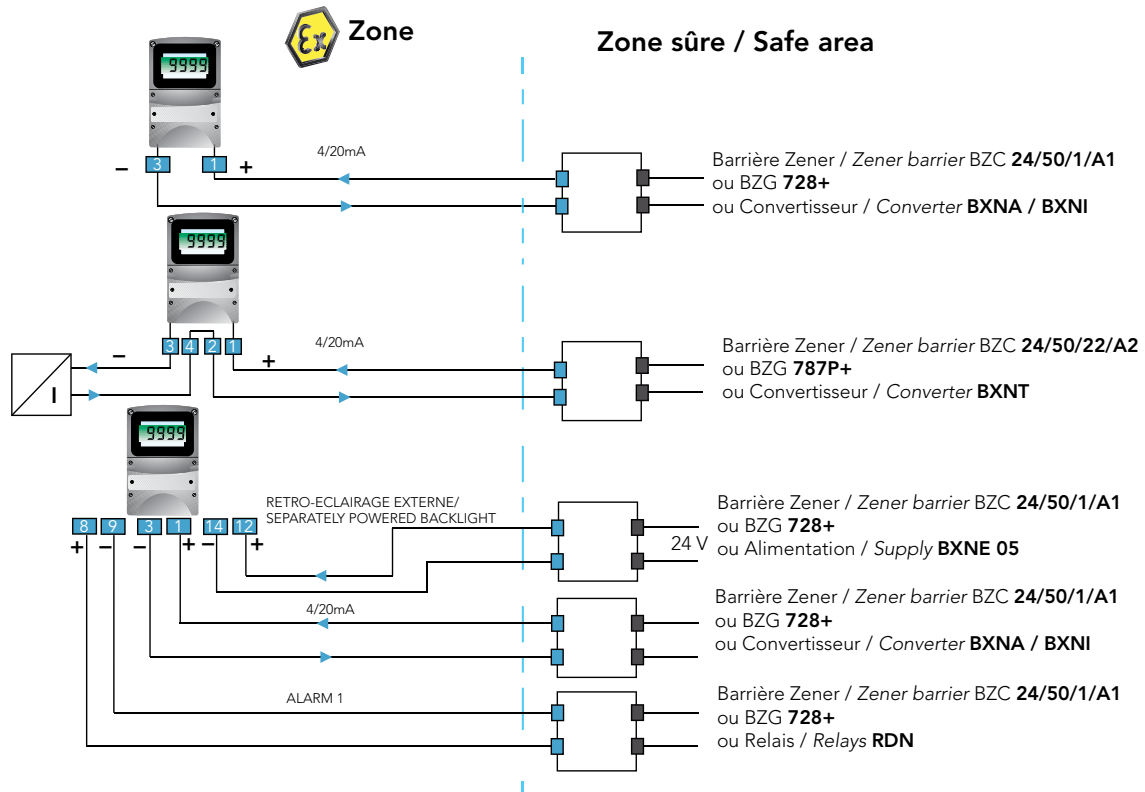 Ex Zone
Zone sûre / Safe area
9999
4/20mA
− 3 1 +
Barrière Zener / Zener barrier BZC 24/50/1/A1
ou BZG 728+
ou Convertisseur / Converter BXNA / BXNI
9999
3 4 2 1
− +
4/20mA
I
Barrière Zener / Zener barrier BZC 24/50/22/A2
ou BZG 787P+
ou Convertisseur / Converter BXNT
9999
RETRO-ECLAIRAGE EXTERNE/
SEPARATELY POWERED BACKLIGHT
8 9 3 1 14 12
+ − − + − +
24 V
Barrière Zener / Zener barrier BZC 24/50/1/A1
ou BZG 728+
ou Alimentation / Supply BXNE 05
4/20mA
Barrière Zener / Zener barrier BZC 24/50/1/A1
ou BZG 728+
ou Convertisseur / Converter BXNA / BXNI
ALARM 1
Barrière Zener / Zener barrier BZC 24/50/1/A1
ou BZG 728+
ou Relais / Relays RDN